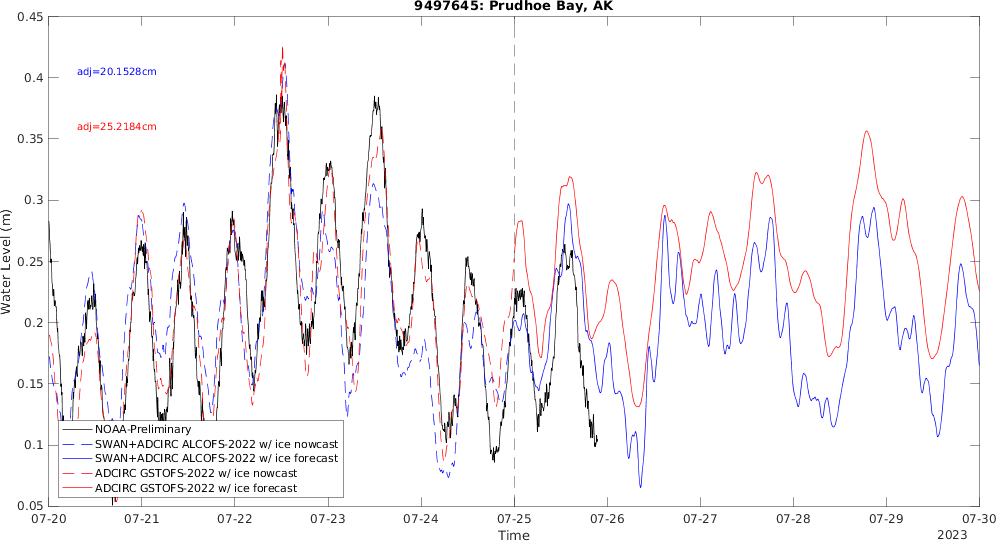 9497645: Prudhoe Bay, AK
0.45
0.4
0.35
0.3
0.25
0.2
0.15
0.1
0.05
Water Level (m)
adj=20.1528cm
adj=25.2184cm
NOAA-Preliminary
SWAN+ADCIRC ALCOFS-2022 w/ ice nowcast
SWAN+ADCIRC ALCOFS-2022 w/ ice forecast
ADCIRC GSTOFS-2022 w/ ice nowcast
ADCIRC GSTOFS-2022 w/ ice forecast
07-20 07-21 07-22 07-23 07-24 07-25 07-26 07-27 07-28 07-29 07-30
Time
2023